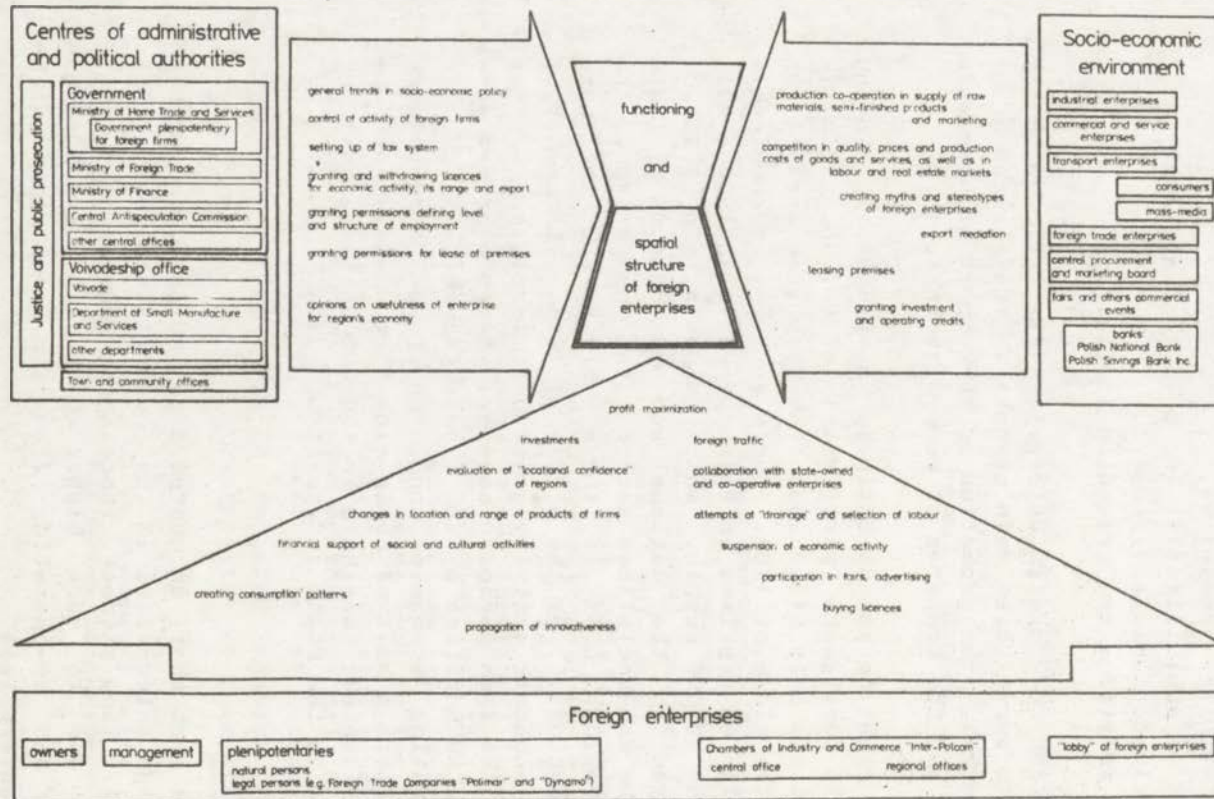 Centres of administrative
and political authorities
Justice and public prosecution
Government
Ministry of Home Trade and Services
Government plenipotentiary
for foreign firms
Ministry of Foreign Trade
Ministry of Finance
Central Antispeculation Commission
other central offices
Voivodeship office
Voivode
Department of Small Manufacture
and Services
other departments
Town and community offices
general trends in socio-economic policy
control of activity of foreign firms
setting up of tax system
granting and withdrawing licences
for economic activity, its range and export
granting permissions defining level
and structure of employment
granting permissions for lease of premises
opinions on usefulness of enterprise
for region's economy
functioning
and
spatial
structure
of foreign
enterprises
production co-operation in supply of raw
materials, semi-finished products
and marketing
competition in quality, prices and production
costs of goods and services, as well as in
labour and real estate markets
creating myths and stereotypes
of foreign enterprises
export mediation
leasing premises
granting investment
and operating credits
Socio-economic
environment
industrial enterprises
commercial and service
enterprises
transport enterprises
consumers
mass-media
foreign trade enterprises
central procurement
and marketing board
fairs and others commercial
events
banks:
Polish National Bank
Polish Savings Bank Inc.
profit maximization
investments
foreign traffic
evaluation of "locational confidence"
of regions
collaboration with state-owned
and co-operative enterprises
changes in location and range of products of firms
attempts at "drainage" and selection of labour
financial support of social and cultural activities
suspension of economic activity
participation in fairs, advertising
creating consumption patterns
buying licences
propagation of innovativeness
Foreign enterprises
owners
management
plenipotentaries
natural persons
legal persons (e.g. Foreign Trade Companies "Polimar" and "Dynamo")
Chambers of Industry and Commerce "Inter-Polcom"
central office
regional offices
"lobby" of foreign enterprises